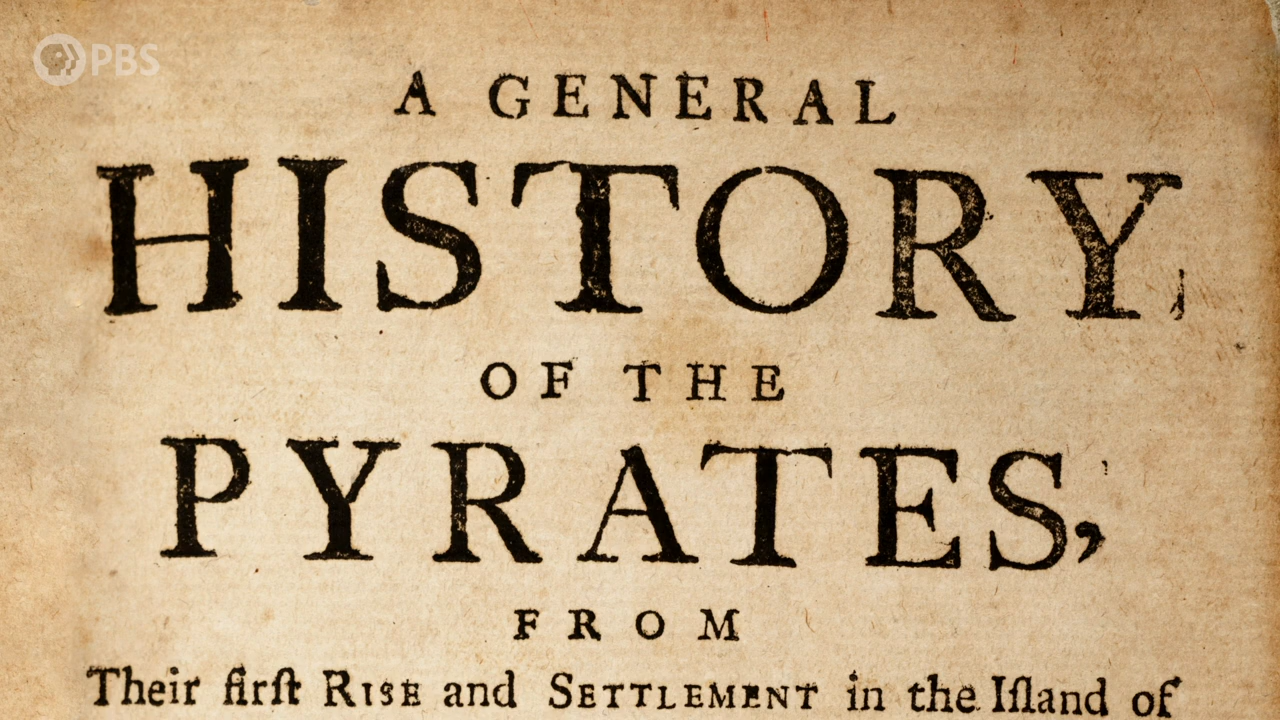 PBS
A GENERAL
HISTORY
OF THE
PYRATES,
FROM
Their firſt RISE and SETTLEMENT in the Iſland of